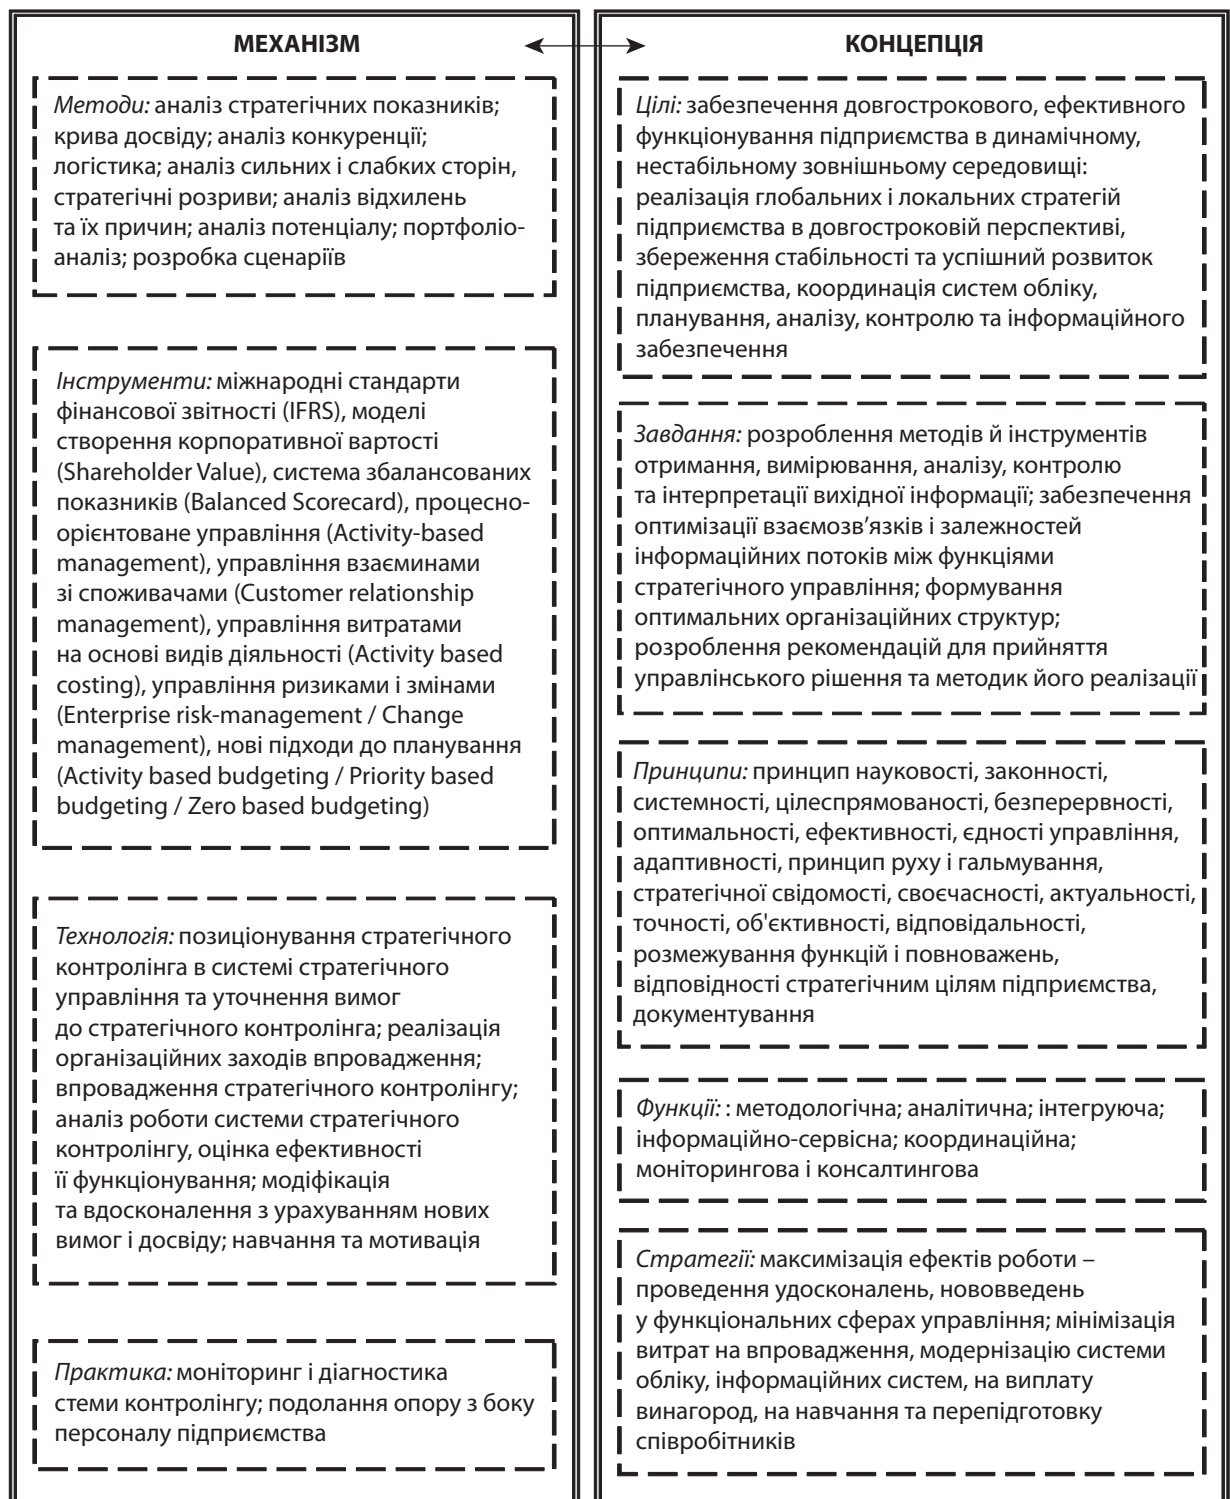 МЕХАНІЗМ
Методи: аналіз стратегічних показників;
крива досвіду; аналіз конкуренції;
логістика; аналіз сильних і слабких сторін,
стратегічні розриви; аналіз відхилень
та їх причин; аналіз потенціалу; портфоліо-
аналіз; розробка сценаріїв
Інструменти: міжнародні стандарти
фінансової звітності (IFRS), моделі
створення корпоративної вартості
(Shareholder Value), система збалансованих
показників (Balanced Scorecard), процесно-
орієнтоване управління (Activity-based
management), управління взаєминами
зі споживачами (Customer relationship
management), управління витратами
на основі видів діяльності (Activity based
costing), управління ризиками і змінами
(Enterprise risk-management / Change
management), нові підходи до планування
(Activity based budgeting / Priority based
budgeting / Zero based budgeting)
Технологія: позиціонування стратегічного
контролінга в системі стратегічного
управління та уточнення вимог
до стратегічного контролінга; реалізація
організаційних заходів впровадження;
впровадження стратегічного контролінгу;
аналіз роботи системи стратегічного
контролінгу, оцінка ефективності
її функціонування; модіфікація
та вдосконалення з урахуванням нових
вимог і досвіду; навчання та мотивація
Практика: моніторинг і діагностика
стеми контролінгу; подолання опору з боку
персоналу підприємства
КОНЦЕПЦІЯ
Цілі: забезпечення довгострокового, ефективного
функціонування підприємства в динамічному,
нестабільному зовнішньому середовищі:
реалізація глобальних і локальних стратегій
підприємства в довгостроковій перспективі,
збереження стабільності та успішний розвиток
підприємства, координація систем обліку,
планування, аналізу, контролю та інформаційного
забезпечення
Завдання: розроблення методів й інструментів
отримання, вимірювання, аналізу, контролю
та інтерпретації вихідної інформації; забезпечення
оптимізації взаємозв’язків і залежностей
інформаційних потоків між функціями
стратегічного управління; формування
оптимальних організаційних структур;
розроблення рекомендацій для прийняття
управлінського рішення та методик його реалізації
Принципи: принцип науковості, законності,
системності, цілеспрямованості, безперервності,
оптимальності, ефективності, єдності управління,
адаптивності, принцип руху і гальмування,
стратегічної свідомості, своєчасності, актуальності,
точності, об'єктивності, відповідальності,
розмежування функцій і повноважень,
відповідності стратегічним цілям підприємства,
документування
Функції: : методологічна; аналітична; інтегруюча;
інформаційно-сервісна; координаційна;
моніторингова і консалтингова
Стратегії: максимізація ефектів роботи –
проведення удосконалень, нововведень
у функціональних сферах управління; мінімізація
витрат на впровадження, модернізацію системи
обліку, інформаційних систем, на виплату
винагород, на навчання та перепідготовку
співробітників